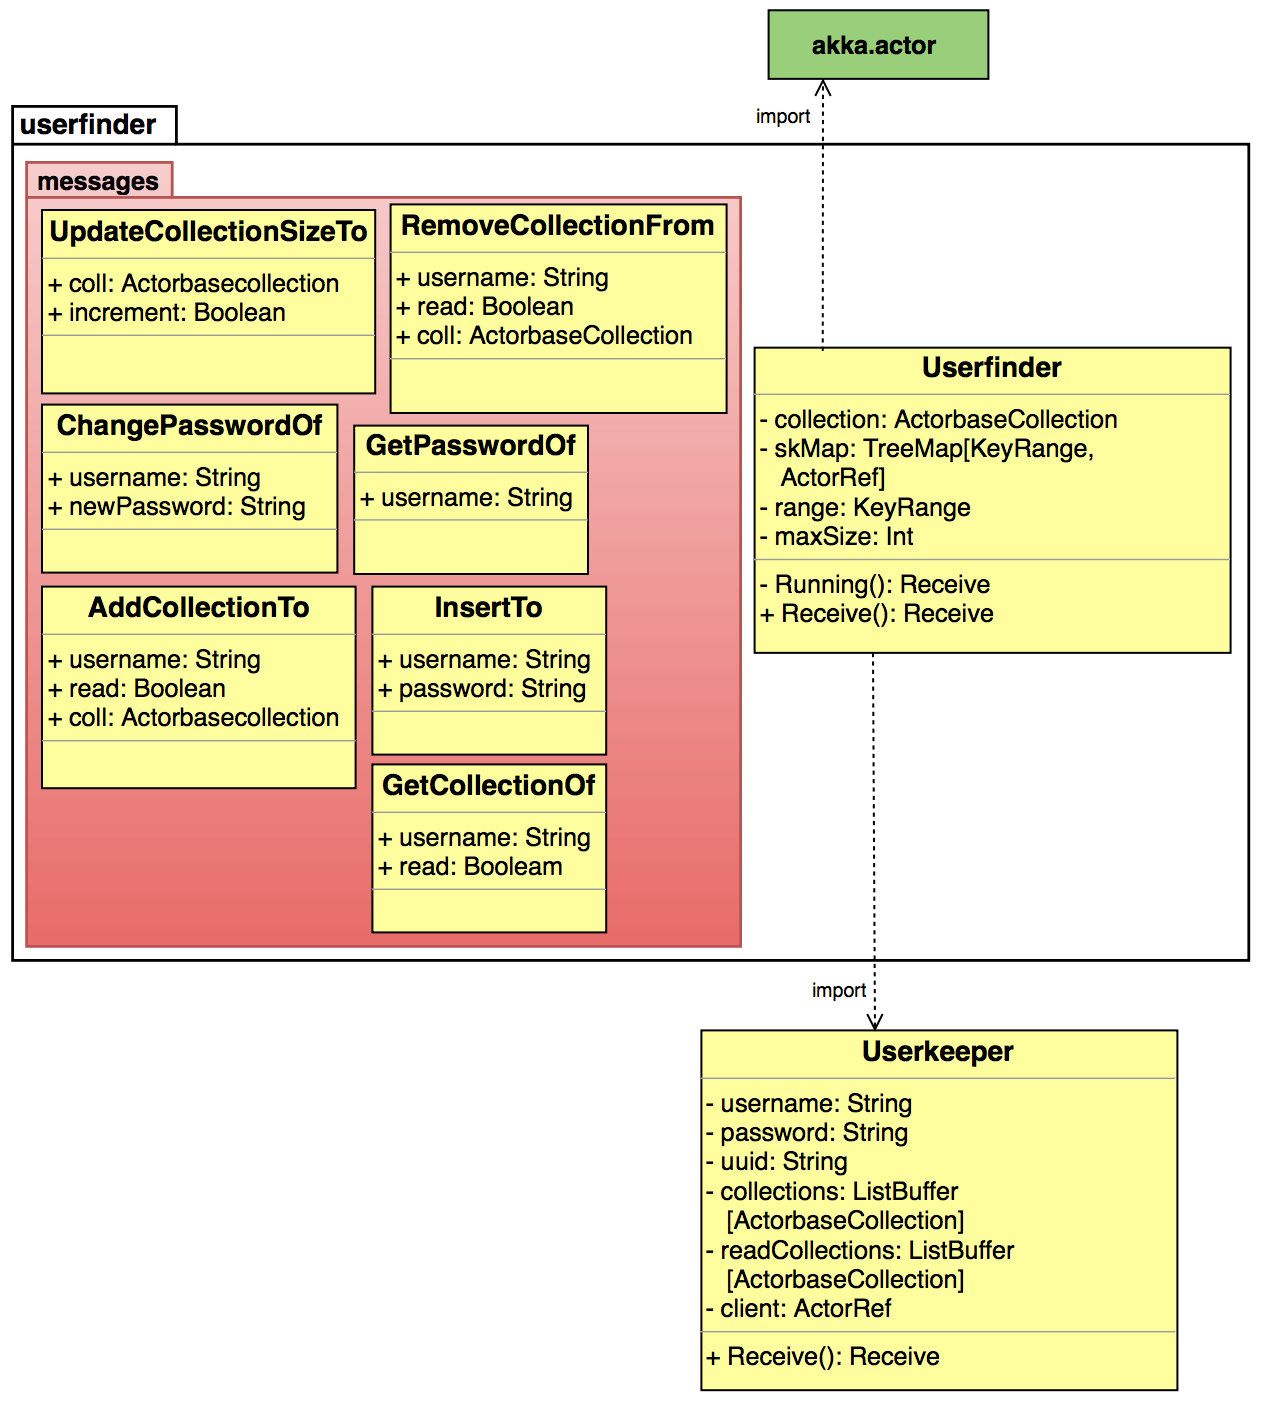 akka.actor
import
userfinder
messages
UpdateCollectionSizeTo
+ coll: Actorbasecollection
+ increment: Boolean
RemoveCollectionFrom
+ username: String
+ read: Boolean
+ coll: ActorbaseCollection
ChangePasswordOf
+ username: String
+ newPassword: String
GetPasswordOf
+ username: String
AddCollectionTo
+ username: String
+ read: Boolean
+ coll: Actorbasecollection
InsertTo
+ username: String
+ password: String
GetCollectionOf
+ username: String
+ read: Booleam
Userfinder
- collection: ActorbaseCollection
- skMap: TreeMap[KeyRange,
ActorRef]
- range: KeyRange
- maxSize: Int
- Running(): Receive
+ Receive(): Receive
import
Userkeeper
- username: String
- password: String
- uuid: String
- collections: ListBuffer
[ActorbaseCollection]
- readCollections: ListBuffer
[ActorbaseCollection]
- client: ActorRef
+ Receive(): Receive